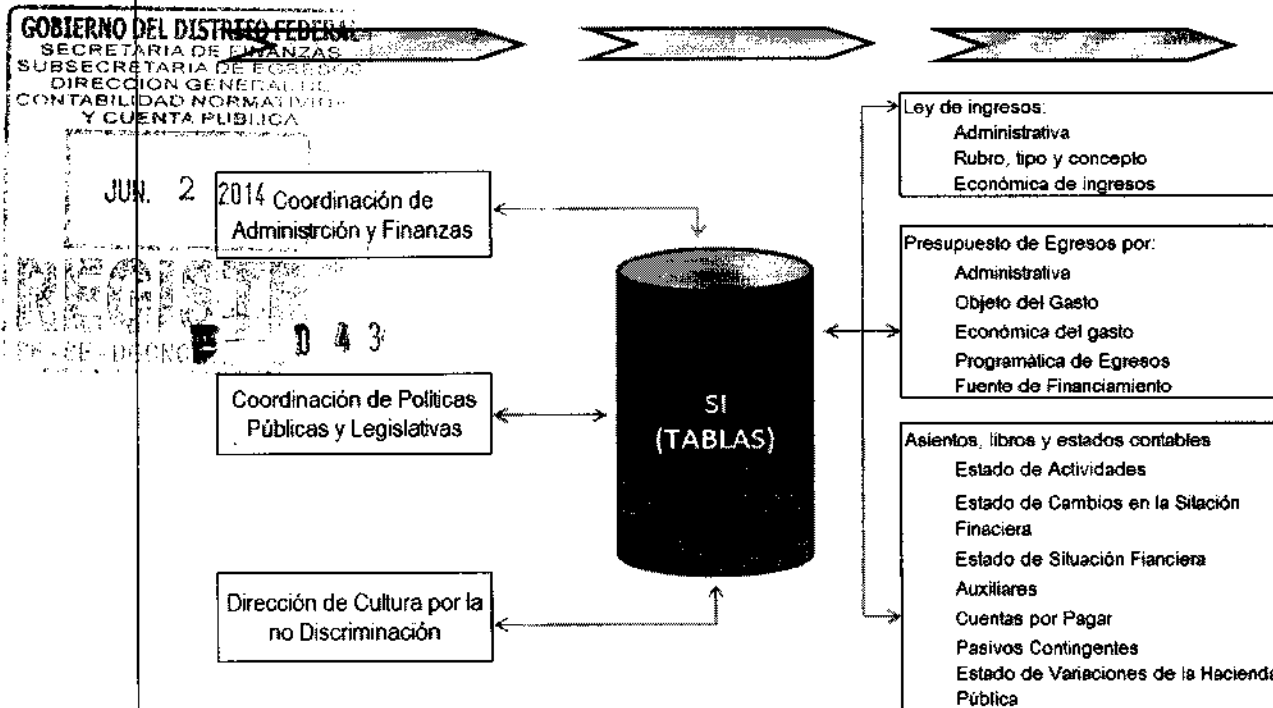 GOBIERNO DEL DISTRITO FEDERAL
SECRETARIA DE FINANZAS
SUBSECRETARIA DE EGRESOS
DIRECCION GENERAL DE
CONTABILIDAD NORMATIVIDAD
Y CUENTA PUBLICA
JUN. 2 2014
043
Coordinación de
Administrción y Finanzas
Coordinación de Políticas
Públicas y Legislativas
Dirección de Cultura por la
no Discriminación
SI
(TABLAS)
Ley de ingresos:
Administrativa
Rubro, tipo y concepto
Económica de ingresos
Presupuesto de Egresos por:
Administrativa
Objeto del Gasto
Económica del gasto
Programática de Egresos
Fuente de Financiamiento
Asientos, libros y estados contables
Estado de Actividades
Estado de Cambios en la Sitación
Finaciera
Estado de Situación Fianciera
Auxiliares
Cuentas por Pagar
Pasivos Contingentes
Estado de Variaciones de la Hacienda
Pública